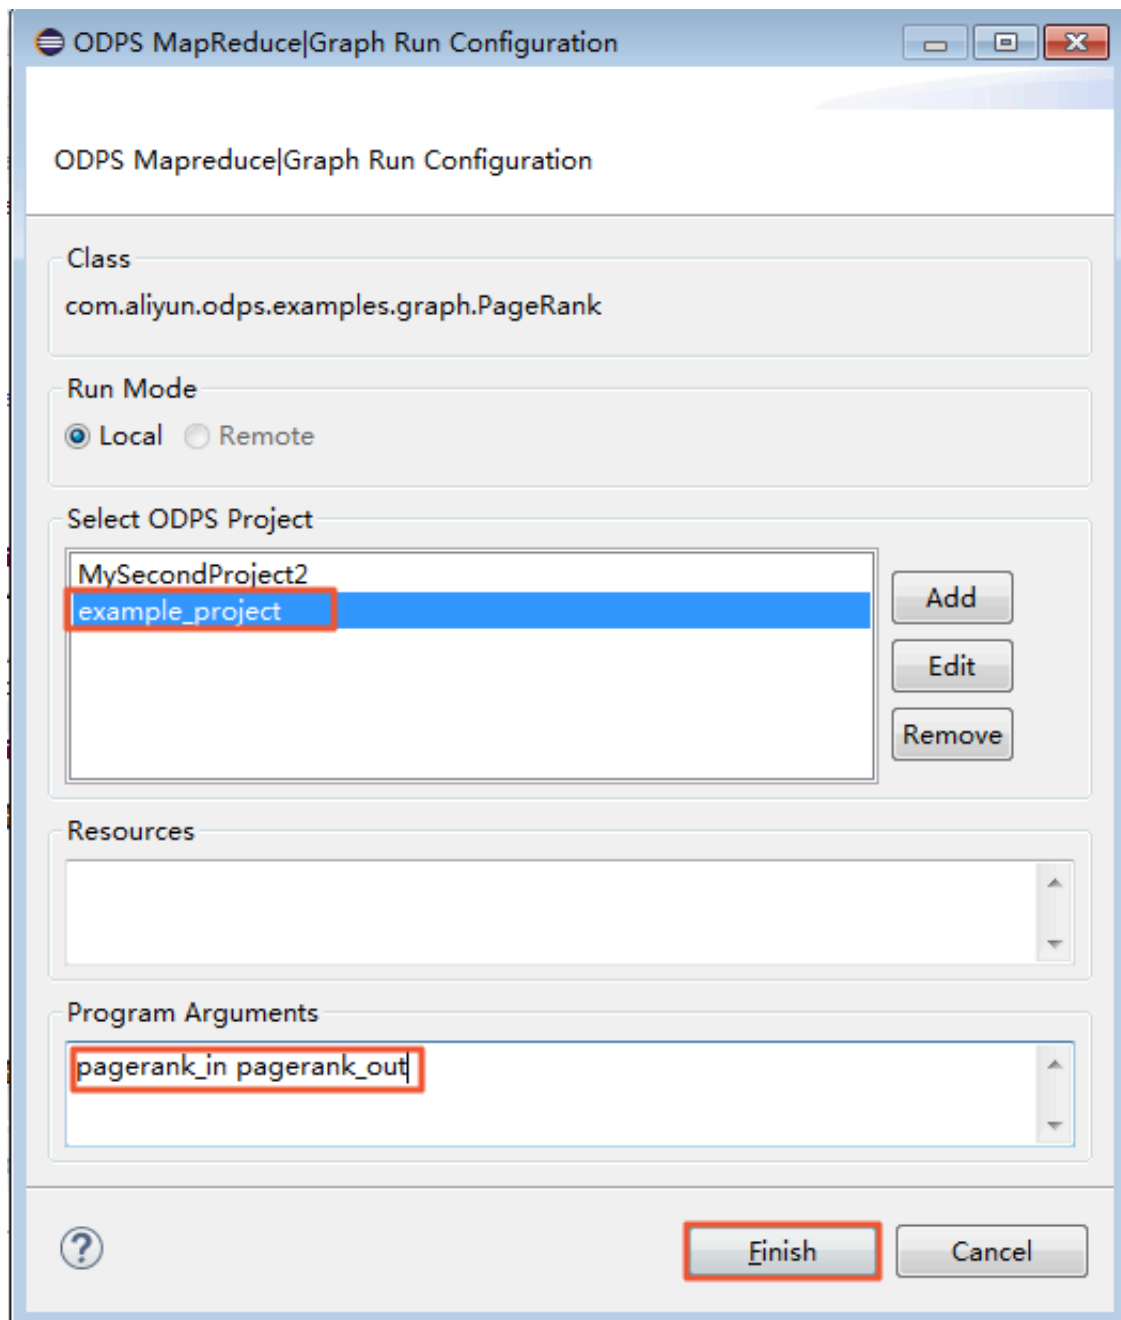 ODPS MapReduce|Graph Run Configuration
ODPS Mapreduce|Graph Run Configuration
Class
com.aliyun.odps.examples.graph.PageRank
Run Mode
Local Remote
Select ODPS Project
MySecondProject2
example_project
Add
Edit
Remove
Resources
Program Arguments
pagerank_in pagerank_out
Finish Cancel